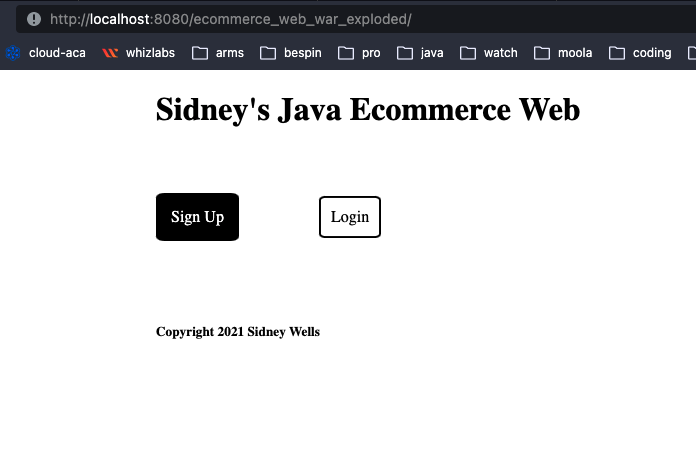 http://localhost:8080/ecommerce_web_war_exploded/
cloud-aca whizlabs arms bespin pro java watch moola coding
Sidney's Java Ecommerce Web
Sign Up Login
Copyright 2021 Sidney Wells